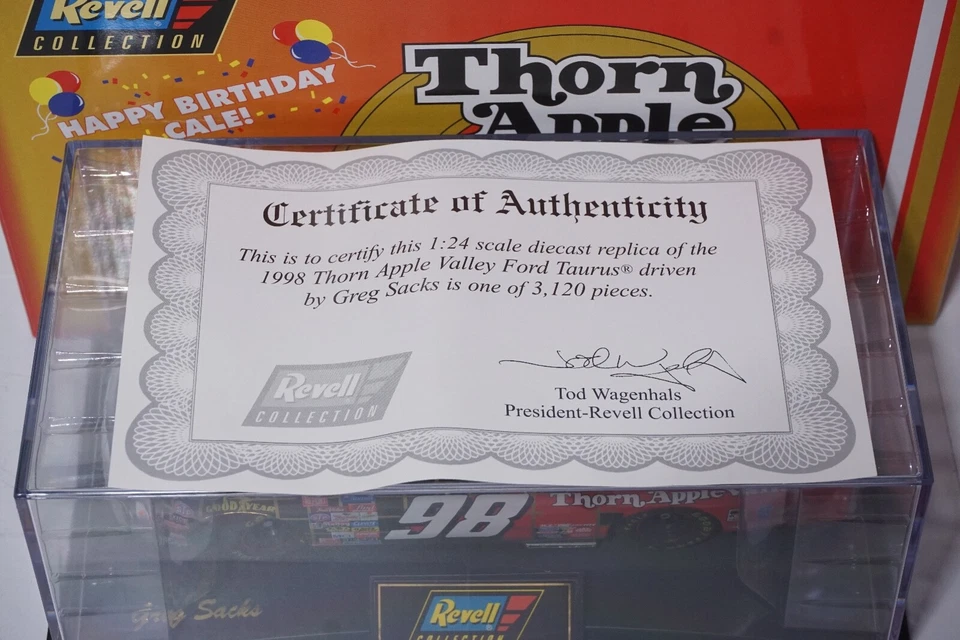 Revell
COLLECTION
HAPPY BIRTHDAY
CALE!
Thorn
Apple
Certificate of Authenticity
This is to certify this 1:24 scale diecast replica of the
1998 Thorn Apple Valley Ford Taurus® driven
by Greg Sacks is one of 3,120 pieces.
Revell
COLLECTION
Tod Wagenhals
President-Revell Collection
GOODYEAR
98
Thorn Apple
Greg Sacks
Revell
COLLECTION